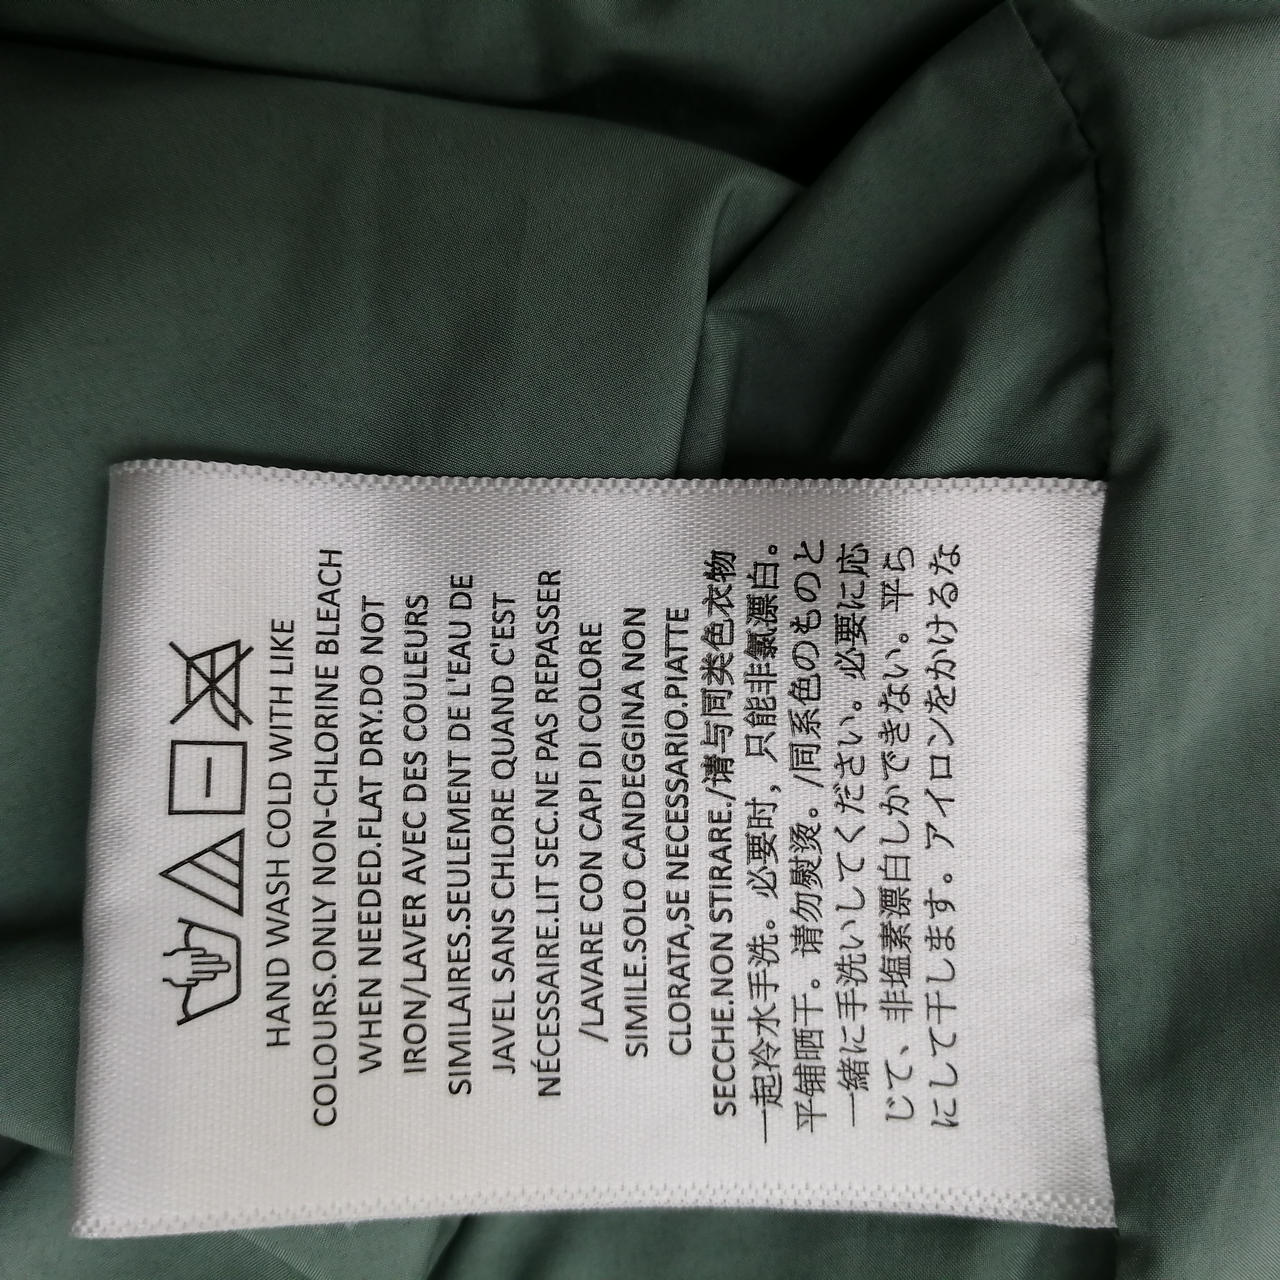 HAND WASH COLD WITH LIKE
COLOURS.ONLY NON-CHLORINE BLEACH
WHEN NEEDED.FLAT DRY.DO NOT
IRON/LAVER AVEC DES COULEURS
SIMILAIRES.SEULEMENT DE L'EAU DE
JAVEL SANS CHLORE QUAND C'EST
NÉCESSAIRE.LIT SEC.NE PAS REPASSER
/LAVARE CON CAPI DI COLORE
SIMILE.SOLO CANDEGGINA NON
CLORATA,SE NECESSARIO.PIATTE
SECCHE.NON STIRARE./请与同类色衣物
一起冷水手洗。必要时，只能非氯漂白。
平铺晒干。请勿熨烫。/同系色のものと
一緒に手洗いしてください。必要に応
じて、非塩素漂白しかできない。平ら
にして干します。アイロンをかけるな